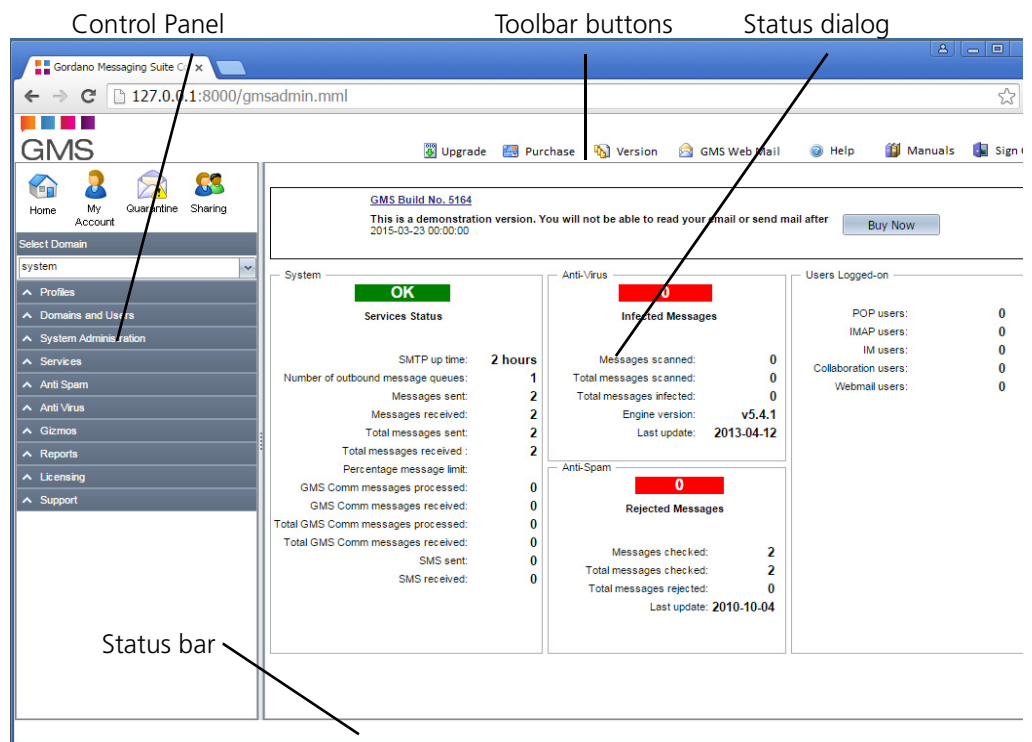 Control Panel
Toolbar buttons
Status dialog
Gordano Messaging Suite Co
127.0.0.1:8000/gmsadmin.mml
GMS
Upgrade
Purchase
Version
GMS Web Mail
Help
Manuals
Sign
Home
My Account
Quarantine
Sharing
Select Domain
system
Profiles
Domains and Users
System Administration
Services
Anti Spam
Anti Virus
Gizmos
Reports
Licensing
Support
GMS Build No. 5164
This is a demonstration version. You will not be able to read your email or send mail after
2015-03-23 00:00:00
Buy Now
System
OK
Services Status
SMTP up time: 2 hours
Number of outbound message queues: 1
Messages sent: 2
Messages received: 2
Total messages sent: 2
Total messages received : 2
Percentage message limit:
GMS Comm messages processed: 0
GMS Comm messages received: 0
Total GMS Comm messages processed: 0
Total GMS Comm messages received: 0
SMS sent: 0
SMS received: 0
Anti-Virus
0
Infected Messages
Messages scanned: 0
Total messages scanned: 0
Total messages infected: 0
Engine version: v5.4.1
Last update: 2013-04-12
Anti-Spam
0
Rejected Messages
Messages checked: 2
Total messages checked: 2
Total messages rejected: 0
Last update: 2010-10-04
Users Logged-on
POP users: 0
IMAP users: 0
IM users: 0
Collaboration users: 0
Webmail users: 0
Status bar